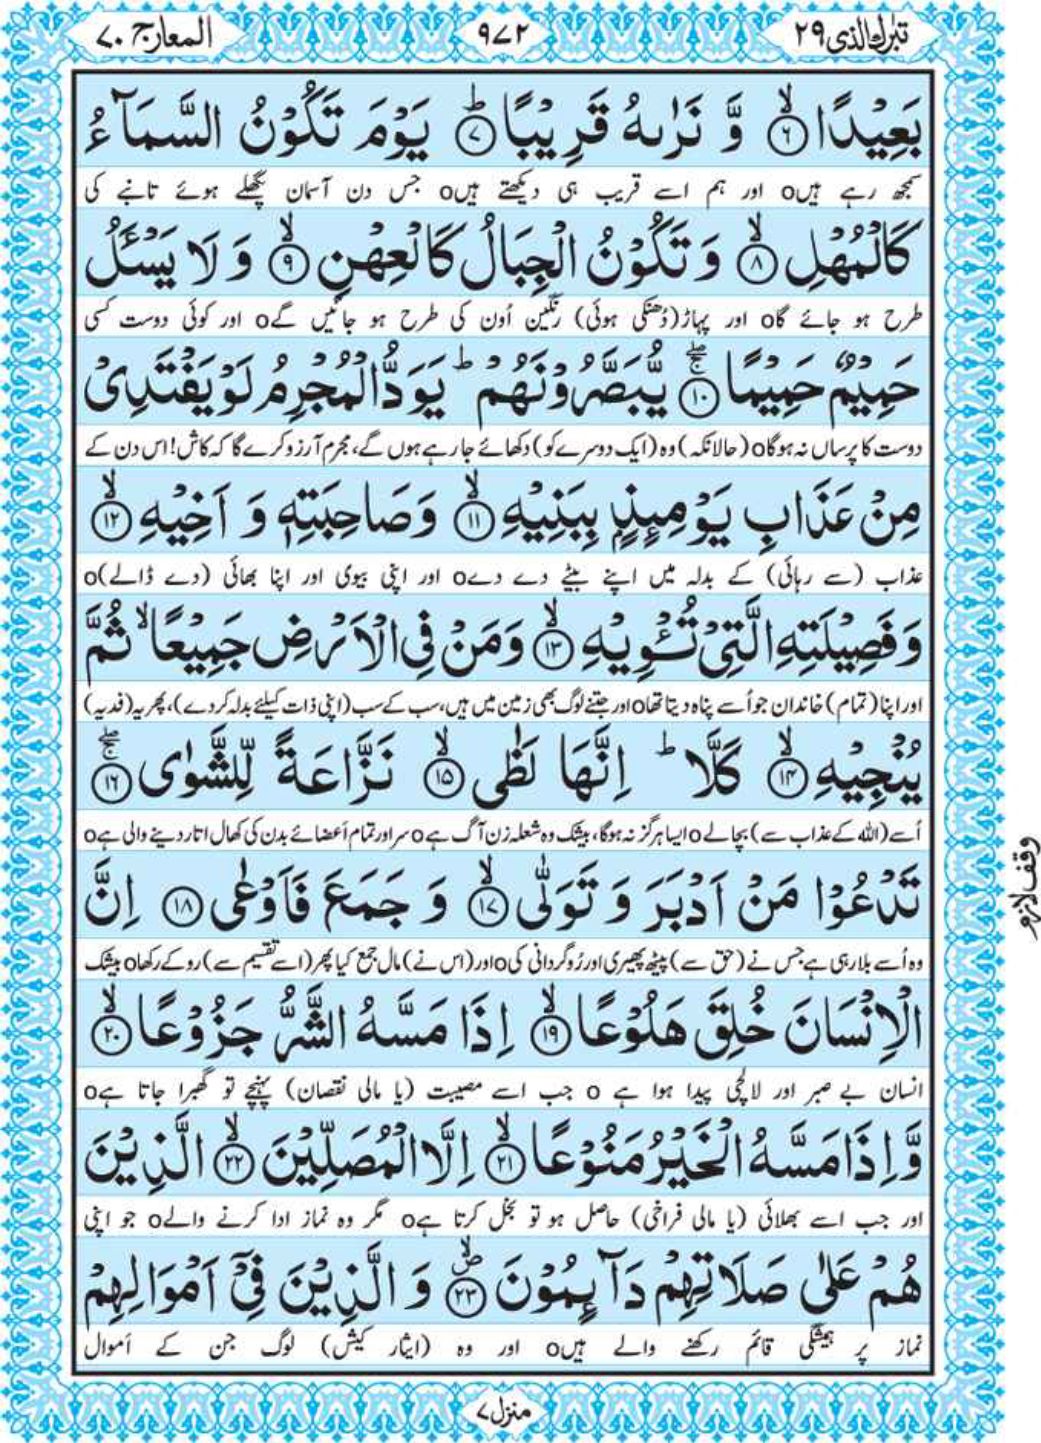 تبٰرك الذی ٢٩
٩٧٢
المعارج ٧٠
بَعِیْدًا ۙ﴿۶﴾ وَّ نَرٰىهُ قَرِیْبًا ؕ﴿۷﴾ یَوْمَ تَكُوْنُ السَّمَآءُ
سمجھ رہے ہیںo اور ہم اسے قریب ہی دیکھتے ہیںo جس دن آسمان پگھلے ہوئے تانبے کی
كَالْمُهْلِ ۙ﴿۸﴾ وَ تَكُوْنُ الْجِبَالُ كَالْعِهْنِ ۙ﴿۹﴾ وَ لَا یَسْـَٔلُ
طرح ہو جائے گاo اور پہاڑ (دُھنکی ہوئی) رنگین اُون کی طرح ہو جائیں گےo اور کوئی دوست کسی
حَمِیْمٌ حَمِیْمًا ۚۖ﴿۱۰﴾ یُّبَصَّرُوْنَهُمْ ؕ یَوَدُّ الْمُجْرِمُ لَوْ یَفْتَدِیْ
دوست کا پرساں نہ ہوگاo (حالانکہ) وہ (ایک دوسرے کو) دکھائے جا رہے ہوں گے، مجرم آرزو کرے گا کہ کاش! اس دن کے
مِنْ عَذَابِ یَوْمِىِٕذٍۭ بِبَنِیْهِ ۙ﴿۱۱﴾ وَ صَاحِبَتِهٖ وَ اَخِیْهِ ۙ﴿۱۲﴾
عذاب (سے رہائی) کے بدلہ میں اپنے بیٹے دے دےo اور اپنی بیوی اور اپنا بھائی (دے ڈالے)o
وَ فَصِیْلَتِهِ الَّتِیْ تُـْٔوِیْهِ ۙ﴿۱۳﴾ وَ مَنْ فِی الْاَرْضِ جَمِیْعًا ۙ ثُمَّ
اور اپنا (تمام) خاندان جو اُسے پناہ دیتا تھاo اور جتنے لوگ بھی زمین میں ہیں، سب کے سب (اپنی ذات کیلئے بدلہ کر دے)، پھر یہ (فدیہ)
یُنْجِیْهِ ۙ﴿۱۴﴾ كَلَّا ؕ اِنَّهَا لَظٰی ۙ﴿۱۵﴾ نَزَّاعَةً لِّلشَّوٰی ۚۖ﴿۱۶﴾
اُسے (اللہ کے عذاب سے) بچا لےo ایسا ہرگز نہ ہوگا، بیشک وہ شعلہ زن آگ ہےo سر اور تمام اَعضائے بدن کی کھال اتار دینے والی ہےo
تَدْعُوْا مَنْ اَدْبَرَ وَ تَوَلّٰی ۙ﴿۱۷﴾ وَ جَمَعَ فَاَوْعٰی ﴿۱۸﴾ اِنَّ
وہ اُسے بلا رہی ہے جس نے (حق سے) پیٹھ پھیری اور رُوگردانی کیo اور (اس نے) مال جمع کیا پھر (اسے تقسیم سے) روکے رکھاo بیشک
الْاِنْسَانَ خُلِقَ هَلُوْعًا ۙ﴿۱۹﴾ اِذَا مَسَّهُ الشَّرُّ جَزُوْعًا ۙ﴿۲۰﴾
انسان بے صبر اور لالچی پیدا ہوا ہے o جب اسے مصیبت (یا مالی نقصان) پہنچے تو گھبرا جاتا ہےo
وَّ اِذَا مَسَّهُ الْخَیْرُ مَنُوْعًا ۙ﴿۲۱﴾ اِلَّا الْمُصَلِّیْنَ ۙ﴿۲۲﴾ الَّذِیْنَ
اور جب اسے بھلائی (یا مالی فراخی) حاصل ہو تو بخل کرتا ہےo مگر وہ نماز ادا کرنے والےo جو اپنی
هُمْ عَلٰی صَلَاتِهِمْ دَآىِٕمُوْنَ ۪ۙ﴿۲۳﴾ وَ الَّذِیْنَ فِیْۤ اَمْوَالِهِمْ
نماز پر ہمیشگی قائم رکھنے والے ہیںo اور وہ (ایثار کیش) لوگ جن کے اَموال
منزل ٧
وقف لازم